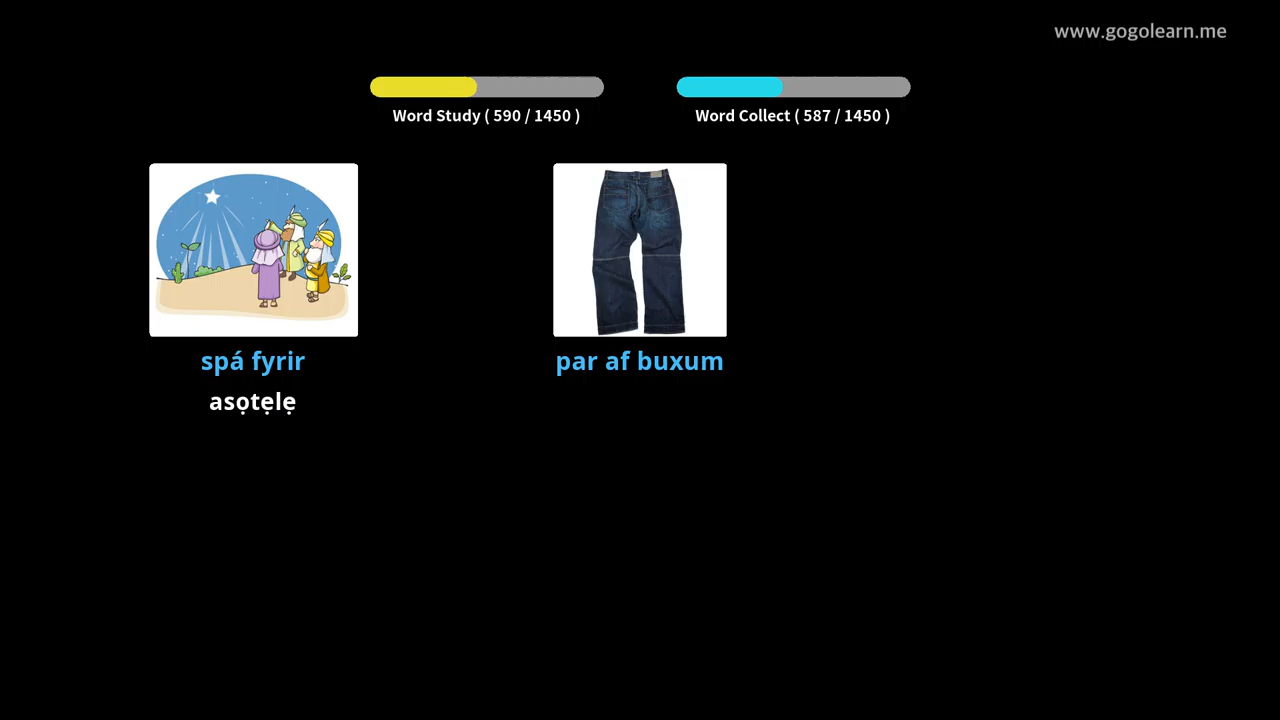 www.gogolearn.me
Word Study ( 590 / 1450 )
Word Collect ( 587 / 1450 )
spá fyrir
asọtẹlẹ
par af buxum